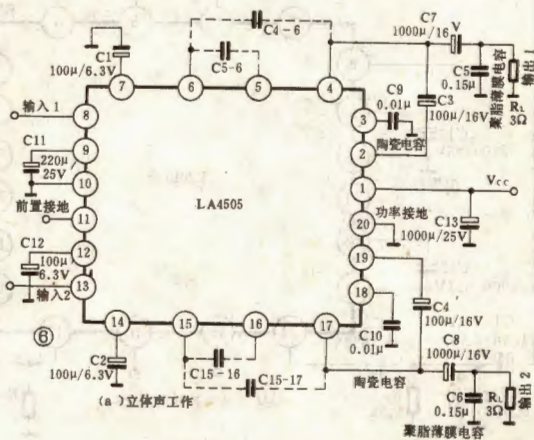 C4-6
C5-6
C1
100μ/6.3V
C7
1000μ/16V
C5
0.15μ
聚脂薄膜电容
RL
3Ω
输出1
C3
100μ/16V
C9
0.01μ
陶瓷电容
7
6
5
4
3
2
1
20
19
18
17
16
15
14
13
12
11
10
9
8
输入1
C11
220μ
25V
前置接地
C12
100μ
6.3V
输入2
LA4505
VCC
功率接地
C13
1000μ/25V
C4
100μ/16V
C10
0.01μ
陶瓷电容
C8
1000μ/16V
C6
0.15μ
聚脂薄膜电容
RL
3Ω
输出2
C2
100μ/6.3V
C15-16
C15-17
⑧
(a)立体声工作